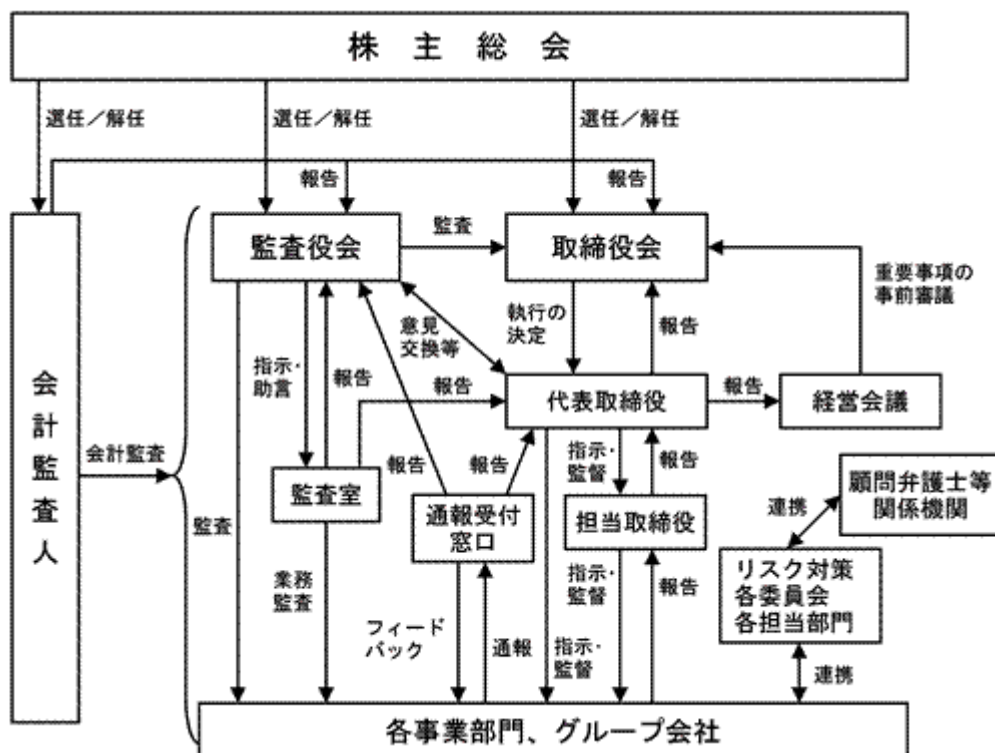 株主総会
選任／解任
選任／解任
選任／解任
報告
報告
監査役会
監査
取締役会
重要事項の
事前審議
執行の
決定
報告
意見
交換等
指示・
助言
報告
報告
代表取締役
報告
経営会議
会計監査人
会計監査
監査
監査室
報告
報告
通報受付
窓口
指示・
監督
報告
担当取締役
顧問弁護士等
関係機関
連携
リスク対策
各委員会
各担当部門
業務
監査
指示・
監督
報告
フィード
バック
通報
指示・
監督
連携
各事業部門、グループ会社